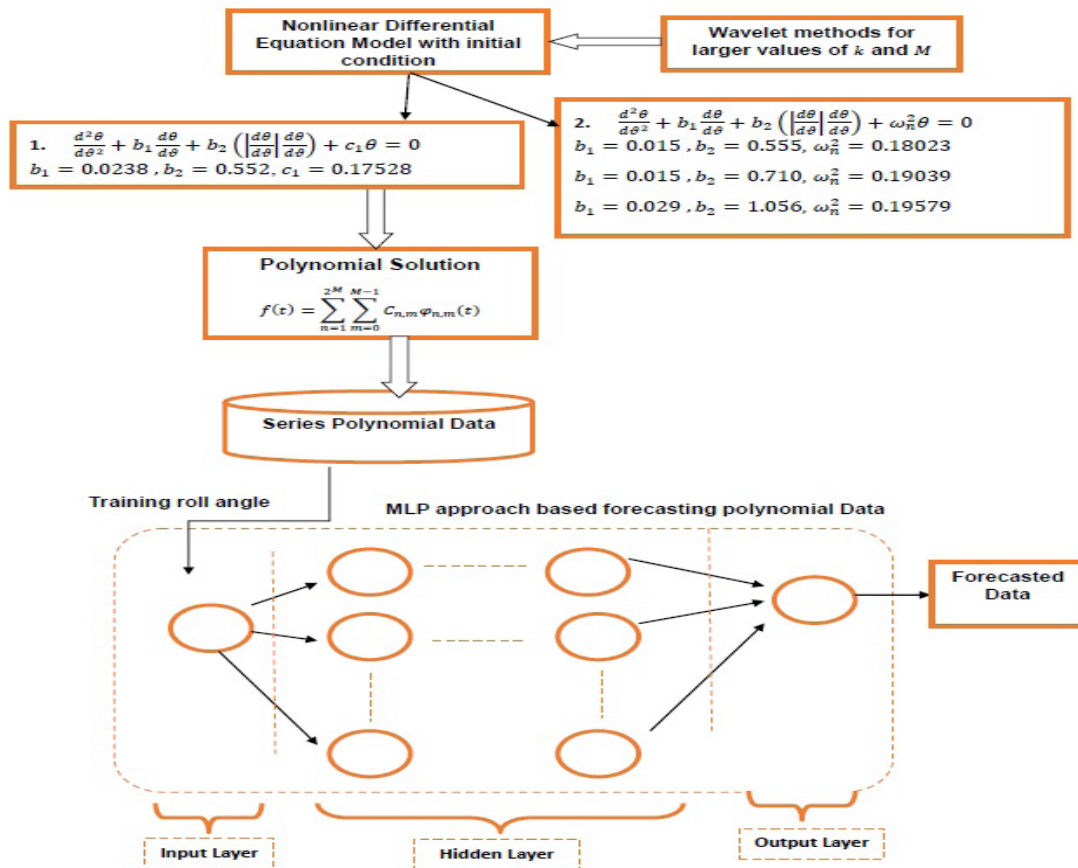 Nonlinear Differential
Equation Model with initial
condition
Wavelet methods for
larger values of k and M
1. d²θ/dϑ² + b₁ dθ/dϑ + b₂ (|dθ/dϑ| dθ/dϑ) + c₁θ = 0
b₁ = 0.0238, b₂ = 0.552, c₁ = 0.17528
2. d²θ/dϑ² + b₁ dθ/dϑ + b₂ (|dθ/dϑ| dθ/dϑ) + ωₙ²θ = 0
b₁ = 0.015, b₂ = 0.555, ωₙ² = 0.18023
b₁ = 0.015, b₂ = 0.710, ωₙ² = 0.19039
b₁ = 0.029, b₂ = 1.056, ωₙ² = 0.19579
Polynomial Solution
f(t) = ∑_{n=1}^{2^M} ∑_{m=0}^{M−1} C_{n,m}φ_{n,m}(t)
Series Polynomial Data
Training roll angle
MLP approach based forecasting polynomial Data
Forecasted
Data
Input Layer
Hidden Layer
Output Layer